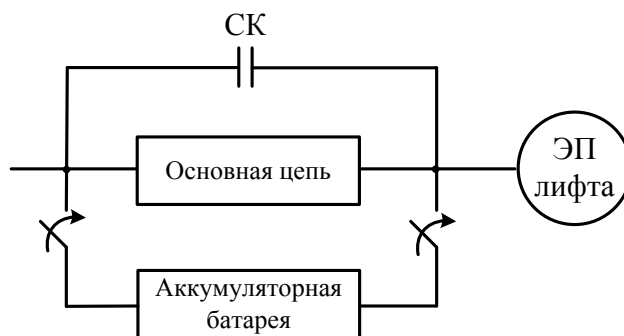 СК
Основная цепь
ЭП
лифта
Аккумуляторная
батарея